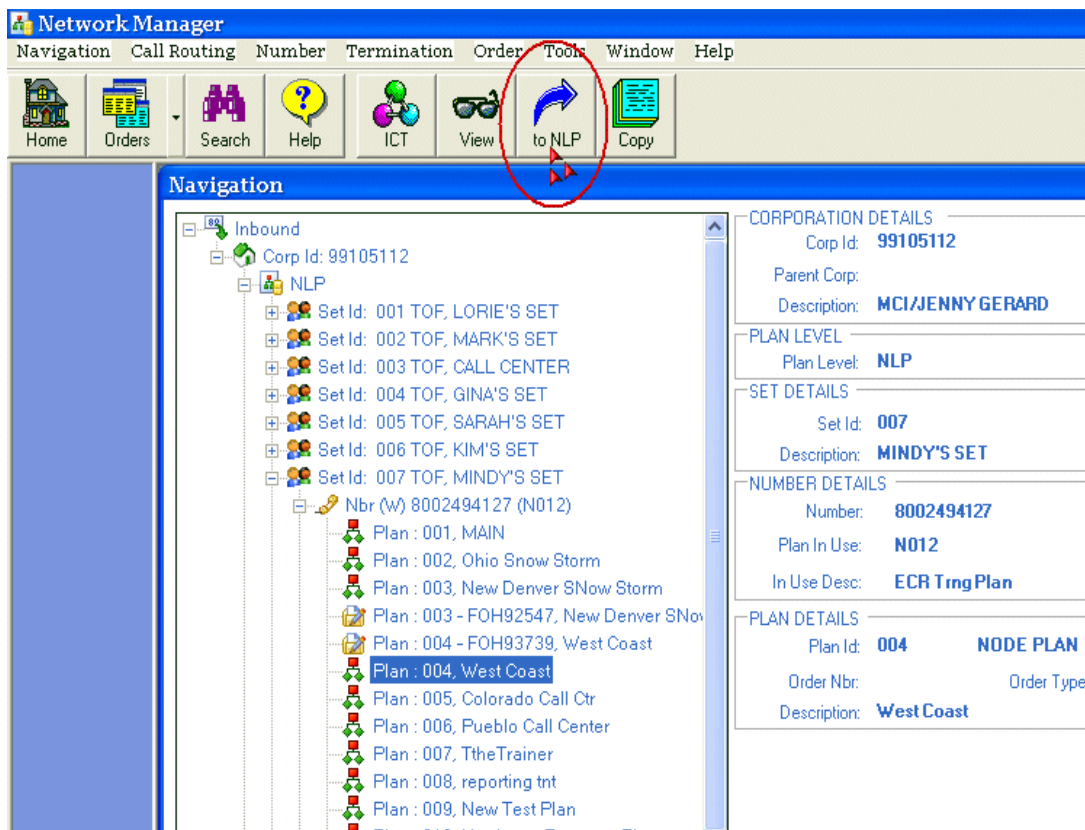 Network Manager
Navigation Call Routing Number Termination Order Tools Window Help
Home Orders Search Help ICT View to NLP Copy
Navigation
Inbound
Corp Id: 99105112
NLP
Set Id: 001 TOF, LORIE'S SET
Set Id: 002 TOF, MARK'S SET
Set Id: 003 TOF, CALL CENTER
Set Id: 004 TOF, GINA'S SET
Set Id: 005 TOF, SARAH'S SET
Set Id: 006 TOF, KIM'S SET
Set Id: 007 TOF, MINDY'S SET
Nbr (W) 8002494127 (N012)
Plan : 001, MAIN
Plan : 002, Ohio Snow Storm
Plan : 003, New Denver SNow Storm
Plan : 003 - FOH92547, New Denver SNow
Plan : 004 - FOH93739, West Coast
Plan : 004, West Coast
Plan : 005, Colorado Call Ctr
Plan : 006, Pueblo Call Center
Plan : 007, TtheTrainer
Plan : 008, reporting tnt
Plan : 009, New Test Plan
CORPORATION DETAILS
Corp Id: 99105112
Parent Corp:
Description: MCI/JENNY GERARD
PLAN LEVEL
Plan Level: NLP
SET DETAILS
Set Id: 007
Description: MINDY'S SET
NUMBER DETAILS
Number: 8002494127
Plan In Use: N012
In Use Desc: ECR Trng Plan
PLAN DETAILS
Plan Id: 004 NODE PLAN
Order Nbr: Order Type
Description: West Coast